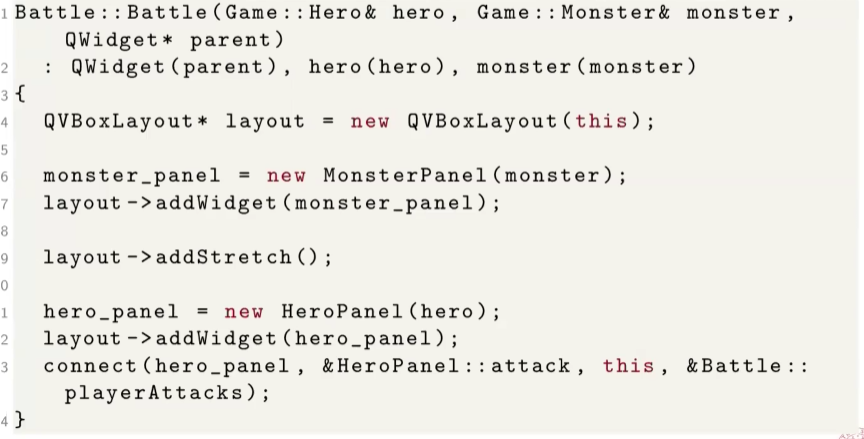 1 Battle::Battle(Game::Hero& hero, Game::Monster& monster,
QWidget* parent)
2 : QWidget(parent), hero(hero), monster(monster)
3 {
4 QVBoxLayout* layout = new QVBoxLayout(this);
5
6 monster_panel = new MonsterPanel(monster);
7 layout->addWidget(monster_panel);
8
9 layout->addStretch();
0
1 hero_panel = new HeroPanel(hero);
2 layout->addWidget(hero_panel);
3 connect(hero_panel, &HeroPanel::attack, this, &Battle::
playerAttacks);
4 }